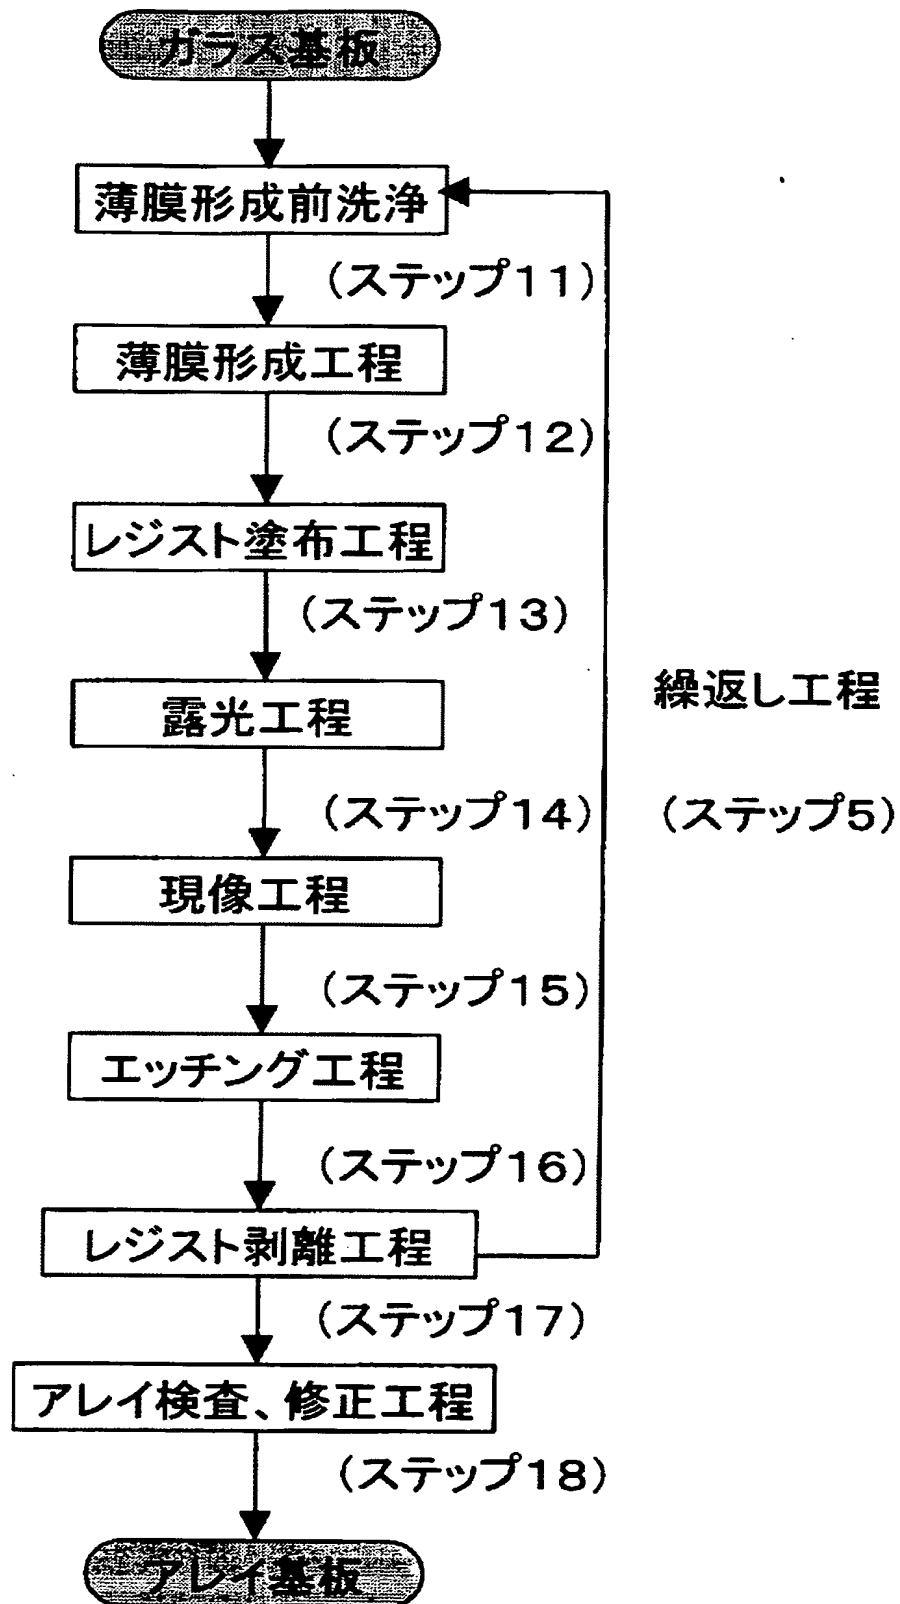 ガラス基板
薄膜形成前洗浄
（ステップ11）
薄膜形成工程
（ステップ12）
レジスト塗布工程
（ステップ13）
露光工程
（ステップ14）
現像工程
（ステップ15）
エッチング工程
（ステップ16）
レジスト剥離工程
（ステップ17）
アレイ検査、修正工程
（ステップ18）
アレイ基板
繰返し工程
（ステップ5）